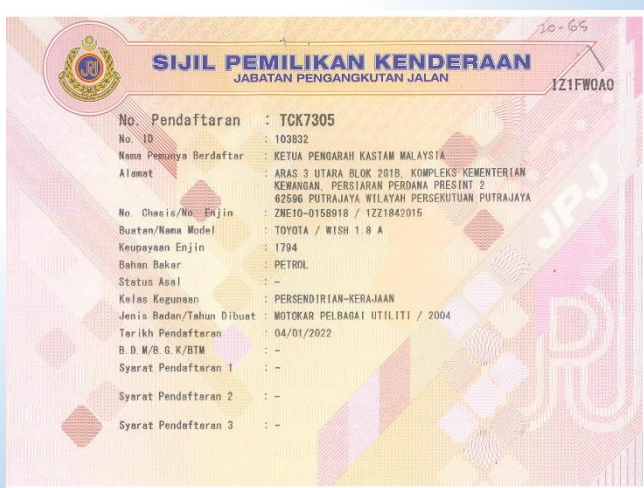 20-65
SIJIL PEMILIKAN KENDERAAN
JABATAN PENGANGKUTAN JALAN
1Z1FWOAO
No. Pendaftaran : TCK7305
No. ID : 103832
Nama Pemunya Berdaftar : KETUA PENGARAH KASTAM MALAYSIA
Alamat : ARAS 3 UTARA BLOK 2G1B, KOMPLEKS KEMENTERIAN
KEWANGAN, PERSIARAN PERDANA PRESINT 2
62596 PUTRAJAYA WILAYAH PERSEKUTUAN PUTRAJAYA
No. Chasis/No. Enjin : ZNE10-0158918 / 1ZZ1842015
Buatan/Nama Model : TOYOTA / WISH 1.8 A
Keupayaan Enjin : 1794
Bahan Bakar : PETROL
Status Asal : -
Kelas Kegunaan : PERSENDIRIAN-KERAJAAN
Jenis Badan/Tahun Dibuat : MOTOKAR PELBAGAI UTILITI / 2004
Tarikh Pendaftaran : 04/01/2022
B.D.M/B.G.K/BTM : -
Syarat Pendaftaran 1 : -
Syarat Pendaftaran 2 : -
Syarat Pendaftaran 3 : -
JPJ